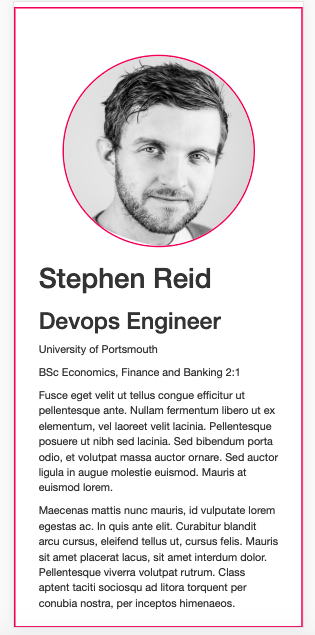 Stephen Reid
Devops Engineer
University of Portsmouth
BSc Economics, Finance and Banking 2:1
Fusce eget velit ut tellus congue efficitur ut
pellentesque ante. Nullam fermentum libero ut ex
elementum, vel laoreet velit lacinia. Pellentesque
posuere ut nibh sed lacinia. Sed bibendum porta
odio, et volutpat massa auctor ornare. Sed auctor
ligula in augue molestie euismod. Mauris at
euismod lorem.
Maecenas mattis nunc mauris, id vulputate lorem
egestas ac. In quis ante elit. Curabitur blandit
arcu cursus, eleifend tellus ut, cursus felis. Mauris
sit amet placerat lacus, sit amet interdum dolor.
Pellentesque viverra volutpat rutrum. Class
aptent taciti sociosqu ad litora torquent per
conubia nostra, per inceptos himenaeos.